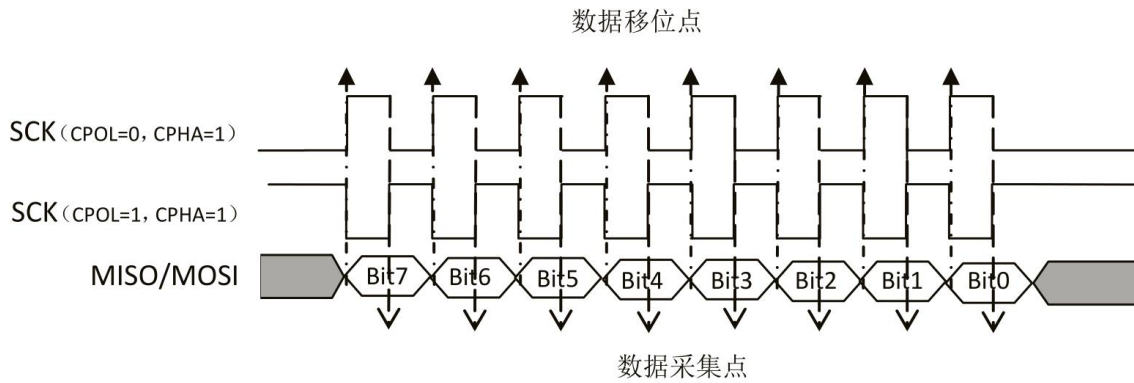 数据移位点
SCK（CPOL=0，CPHA=1）
SCK（CPOL=1，CPHA=1）
MISO/MOSI Bit7 Bit6 Bit5 Bit4 Bit3 Bit2 Bit1 Bit0
数据采集点